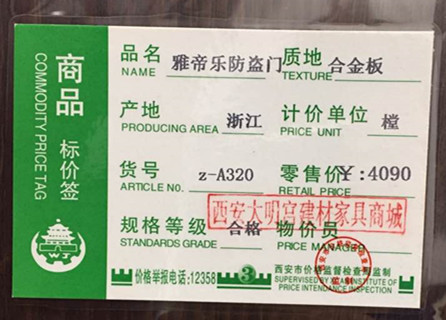 商品
标价签
COMMODITY PRICE TAG
WJ
品名 雅帝乐防盗门 质地 合金板
NAME TEXTURE
产地 浙江 计价单位 樘
PRODUCING AREA PRICE UNIT
货号 z-A320 零售价 ¥:4090
ARTICLE NO. RETAIL PRICE
西安大明宫建材家具商城
规格等级 合格 物价员
STANDARDS GRADE PRICE MANAGER
价格举报电话:12358 3 西安市价格监督检查所监制
SUPERVISED BY XI'AN INSTITUTE OF
PRICE INTENDANCE INSPECTION